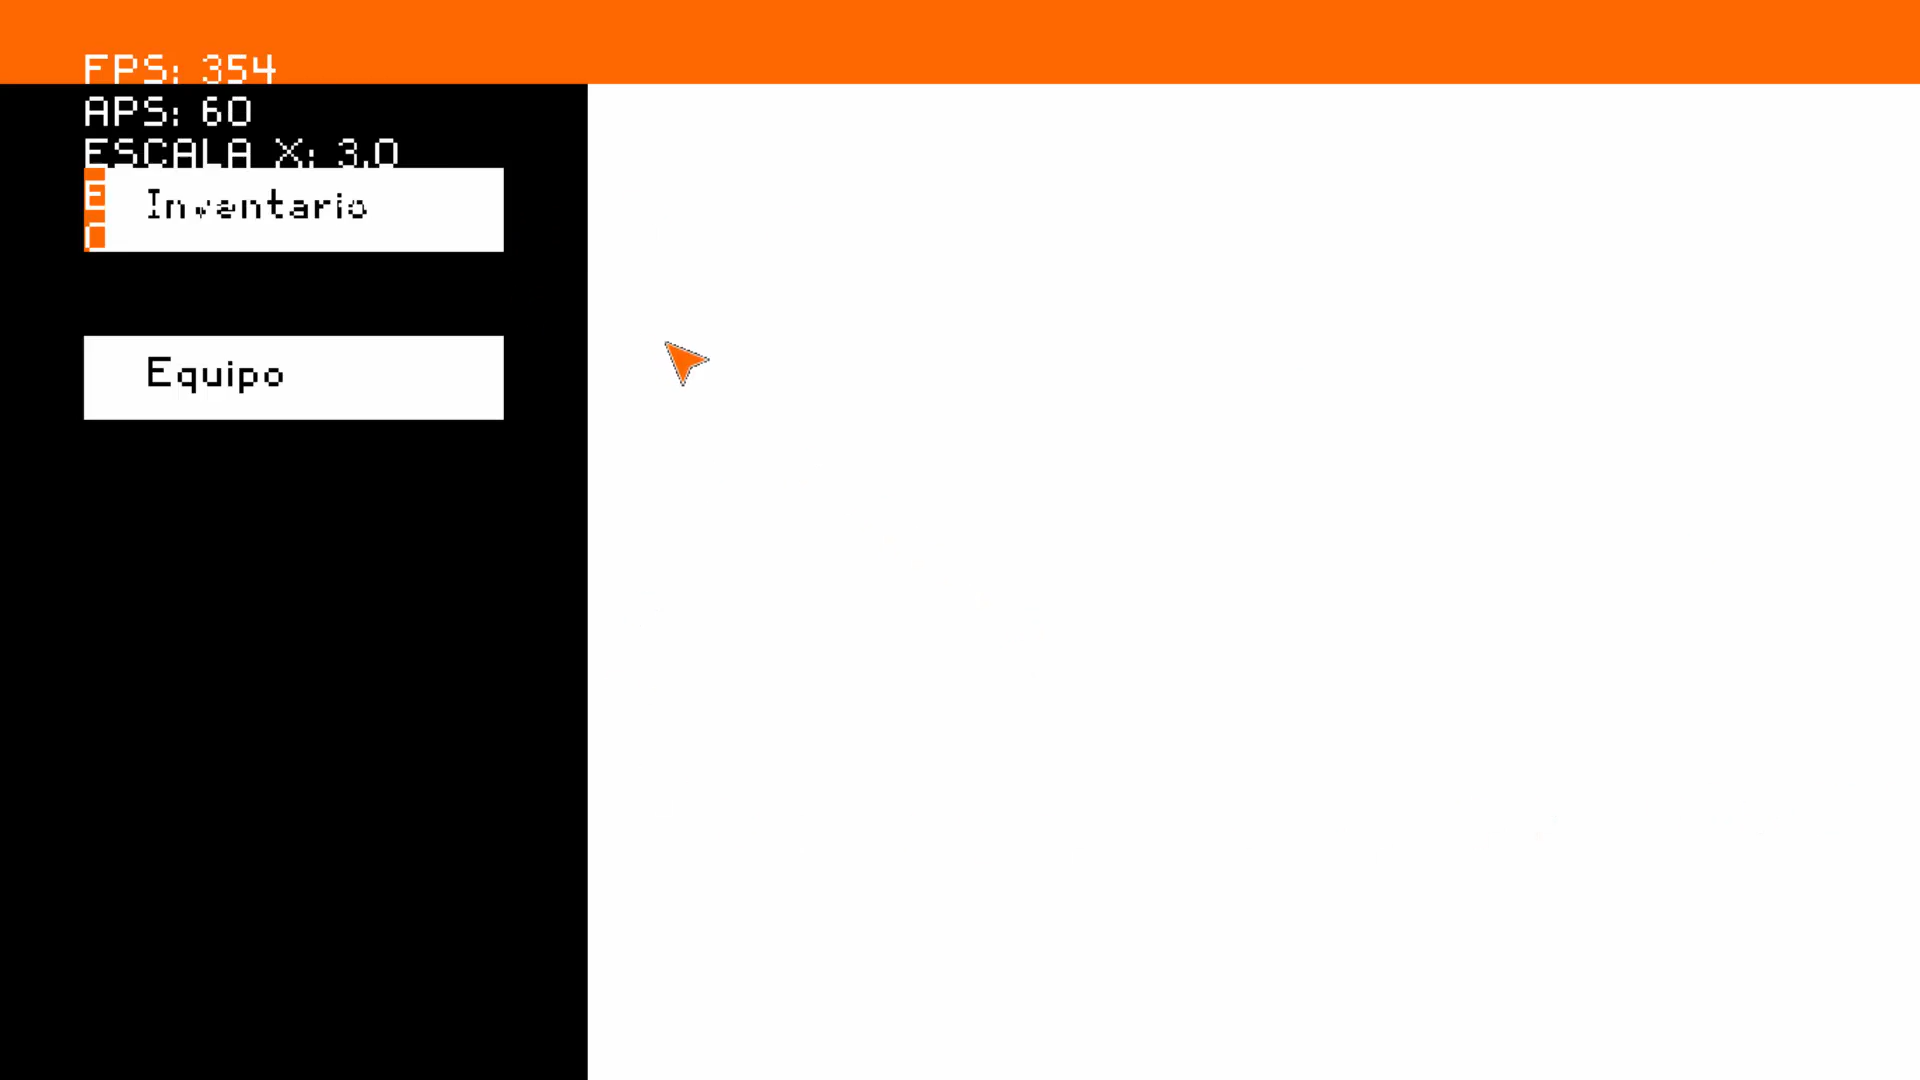 FPS: 354
APS: 60
ESCALA X: 3.0
Inventario
Equipo